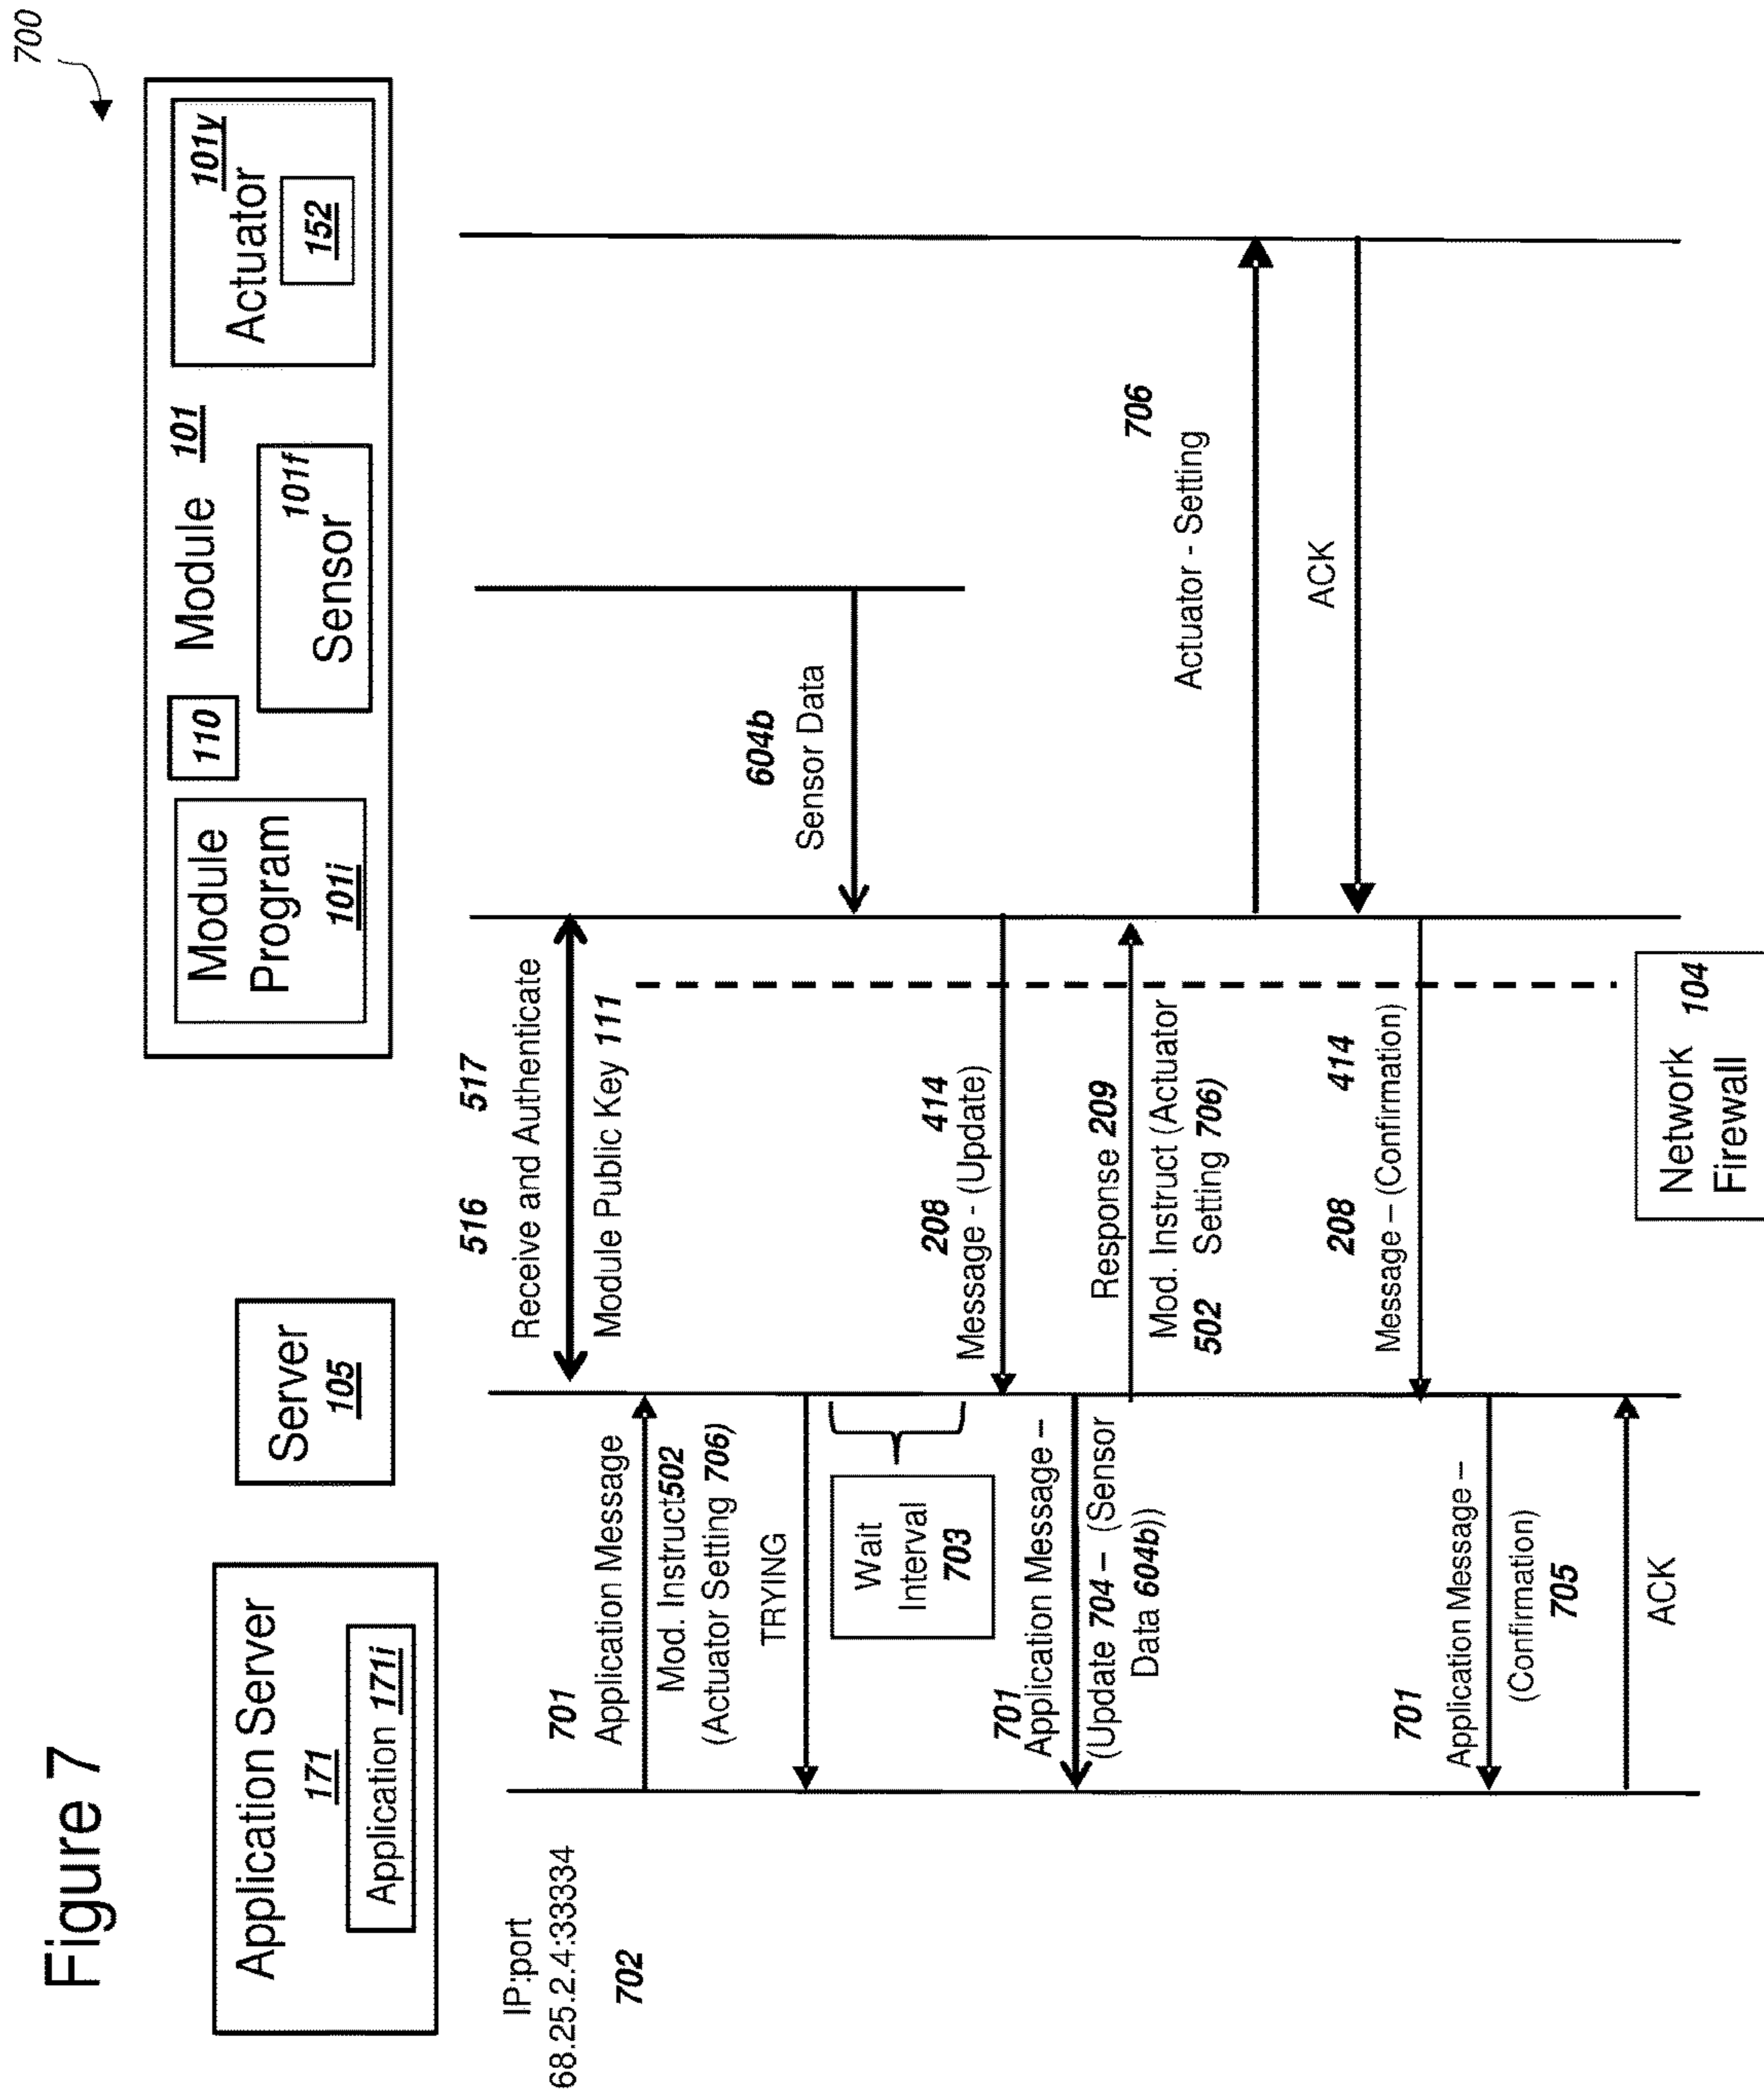 Figure 7
700
Application Server
171
Application 171i
Server
105
Module
Program
101i
110
Module 101
101f
Sensor
101y
Actuator
152
IP:port
68.25.2.4:33334
702
516 517
Receive and Authenticate
Module Public Key 111
701
Application Message
Mod. Instruct502
(Actuator Setting 706)
TRYING
604b
Sensor Data
Wait
Interval
703
208 414
Message - (Update)
701
Application Message –
(Update 704 – (Sensor
Data 604b))
Response 209
Mod. Instruct (Actuator
502 Setting 706)
706
Actuator - Setting
ACK
208 414
Message – (Confirmation)
701
Application Message –
(Confirmation)
705
ACK
Network 104
Firewall